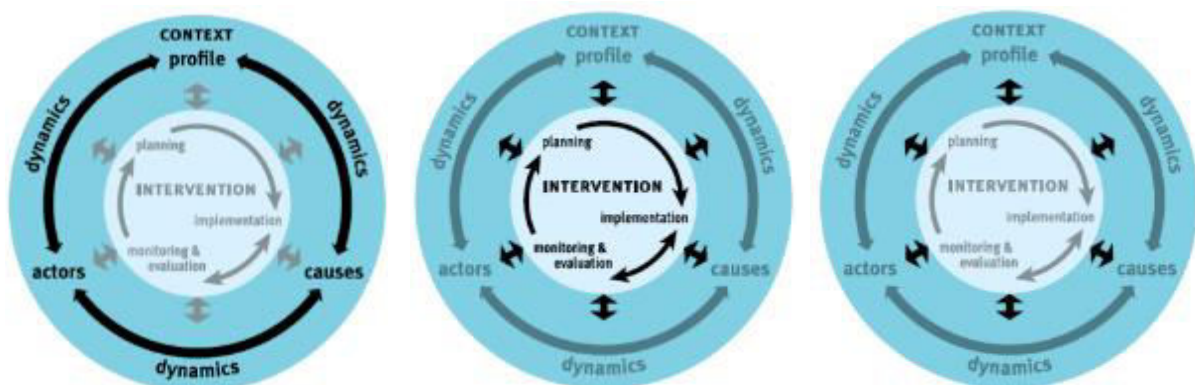 CONTEXT
profile
dynamics
dynamics
planning
INTERVENTION
implementation
monitoring &
evaluation
actors
causes
dynamics
CONTEXT
profile
dynamics
dynamics
planning
INTERVENTION
implementation
monitoring &
evaluation
actors
causes
dynamics
CONTEXT
profile
dynamics
dynamics
planning
INTERVENTION
implementation
monitoring &
evaluation
actors
causes
dynamics